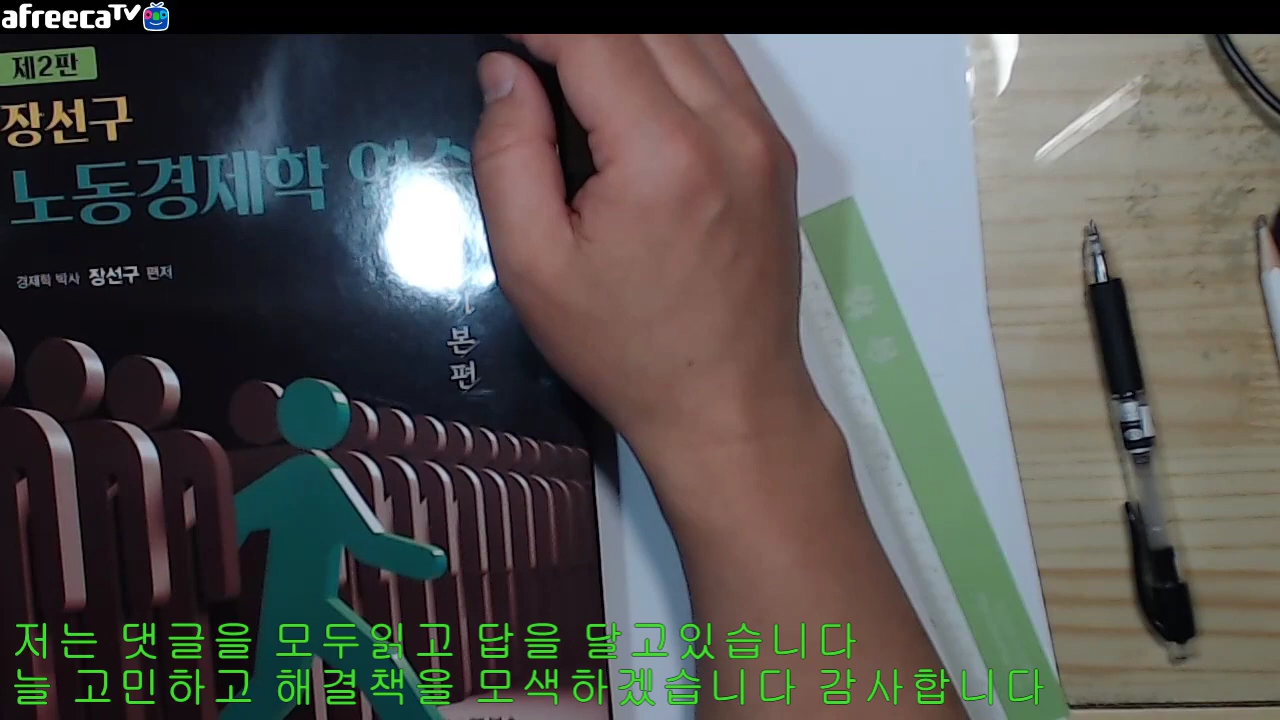 afreecaTV
제2판
장선구
노동경제학
경제학 박사 장선구 편저
본
편
저는 댓글을 모두읽고 답을 달고있습니다
늘 고민하고 해결책을 모색하겠습니다 감사합니다